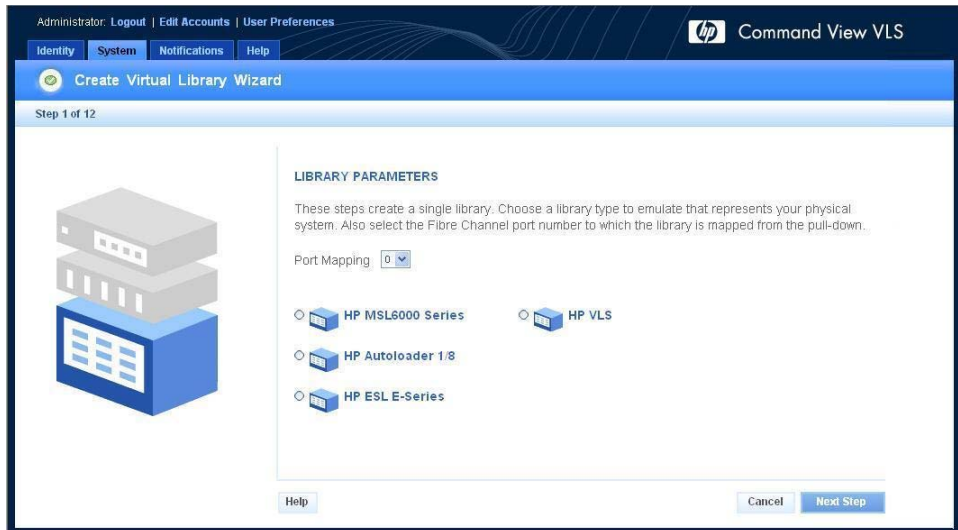 Administrator: Logout | Edit Accounts | User Preferences
hp Command View VLS
Identity System Notifications Help
Create Virtual Library Wizard
Step 1 of 12
LIBRARY PARAMETERS
These steps create a single library. Choose a library type to emulate that represents your physical
system. Also select the Fibre Channel port number to which the library is mapped from the pull-down.
Port Mapping 0
HP MSL6000 Series HP VLS
HP Autoloader 1/8
HP ESL E-Series
Help Cancel Next Step